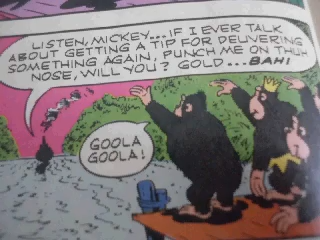 LISTEN, MICKEY... IF I EVER TALK
ABOUT GETTING A TIP FOR DELIVERING
SOMETHING AGAIN, PUNCH ME ON THUH
NOSE, WILL YOU? GOLD... BAH!
GOOLA
GOOLA!